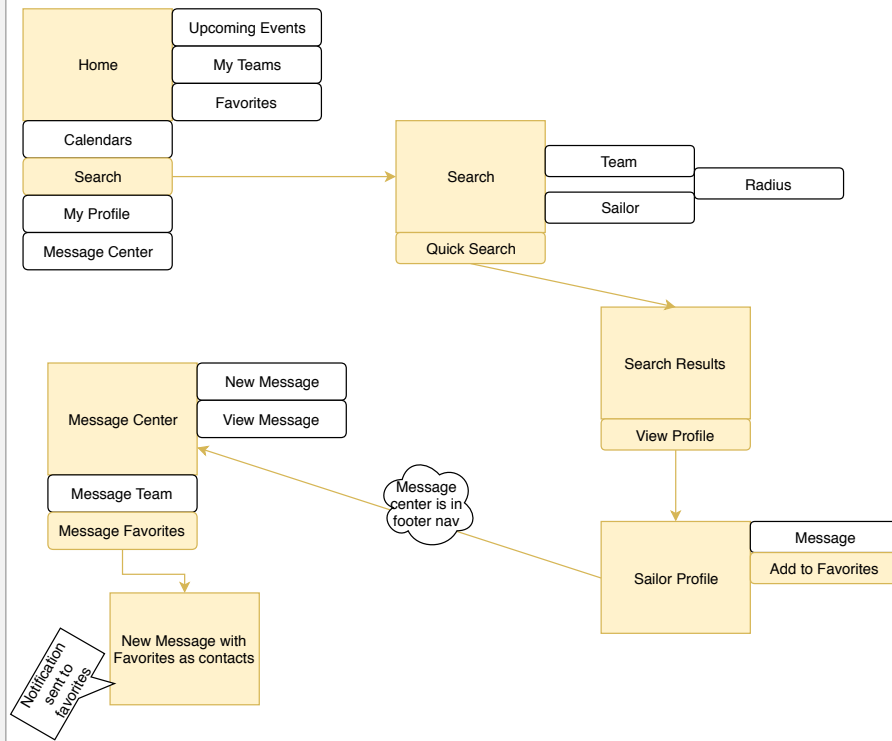 Home
Upcoming Events
My Teams
Favorites
Calendars
Search
My Profile
Message Center
Search
Team
Sailor
Radius
Quick Search
Search Results
View Profile
Message Center
New Message
View Message
Message Team
Message Favorites
Message
center is in
footer nav
Sailor Profile
Message
Add to Favorites
New Message with
Favorites as contacts
Notification
sent to
favorites